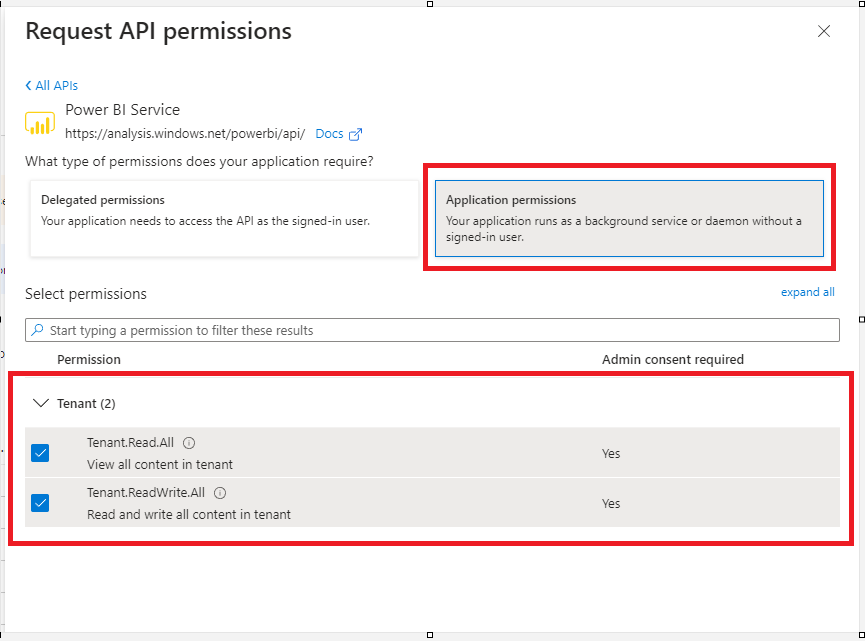 Request API permissions
All APIs
Power BI Service
https://analysis.windows.net/powerbi/api/ Docs
What type of permissions does your application require?
Delegated permissions
Your application needs to access the API as the signed-in user.
Application permissions
Your application runs as a background service or daemon without a
signed-in user.
Select permissions
expand all
Start typing a permission to filter these results
Permission
Admin consent required
Tenant (2)
Tenant.Read.All
View all content in tenant
Yes
Tenant.ReadWrite.All
Read and write all content in tenant
Yes